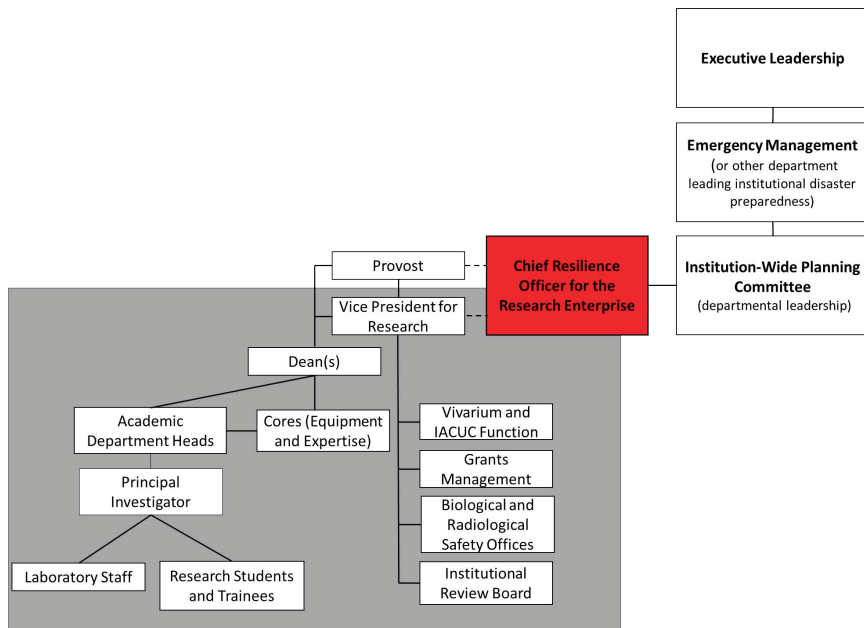 Executive Leadership
Emergency Management
(or other department
leading institutional disaster
preparedness)
Provost
Chief Resilience
Officer for the
Research Enterprise
Institution-Wide Planning
Committee
(departmental leadership)
Vice President for
Research
Dean(s)
Academic
Department Heads
Cores (Equipment
and Expertise)
Vivarium and
IACUC Function
Principal
Investigator
Grants
Management
Biological and
Radiological
Safety Offices
Laboratory Staff
Research Students
and Trainees
Institutional
Review Board